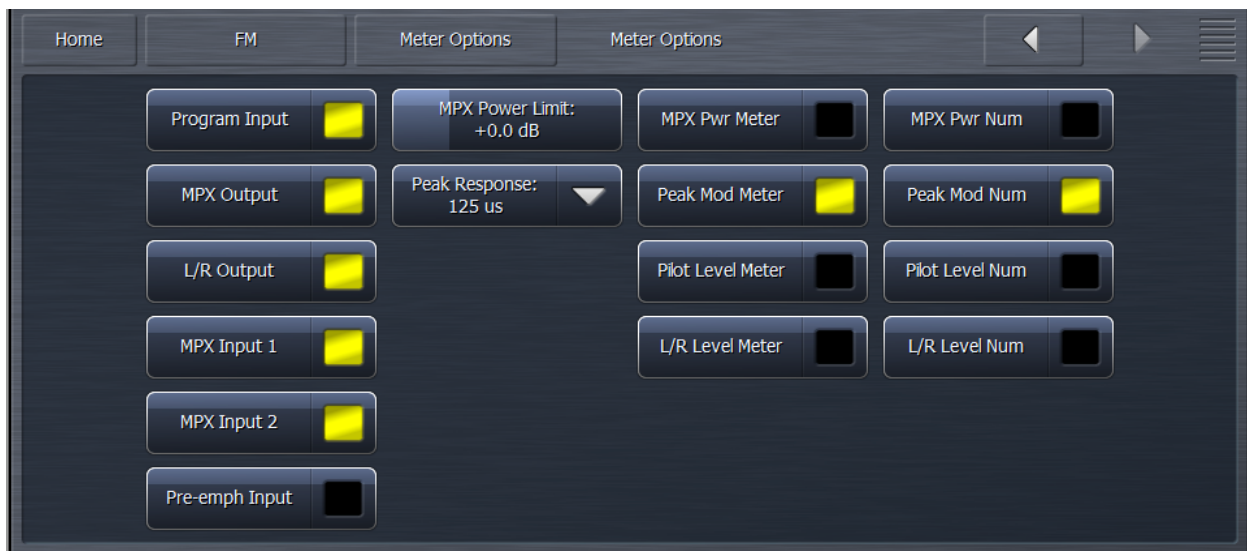 Home
FM
Meter Options
Meter Options
Program Input
MPX Power Limit:
+0.0 dB
MPX Pwr Meter
MPX Pwr Num
MPX Output
Peak Response:
125 us
Peak Mod Meter
Peak Mod Num
L/R Output
Pilot Level Meter
Pilot Level Num
MPX Input 1
L/R Level Meter
L/R Level Num
MPX Input 2
Pre-emph Input